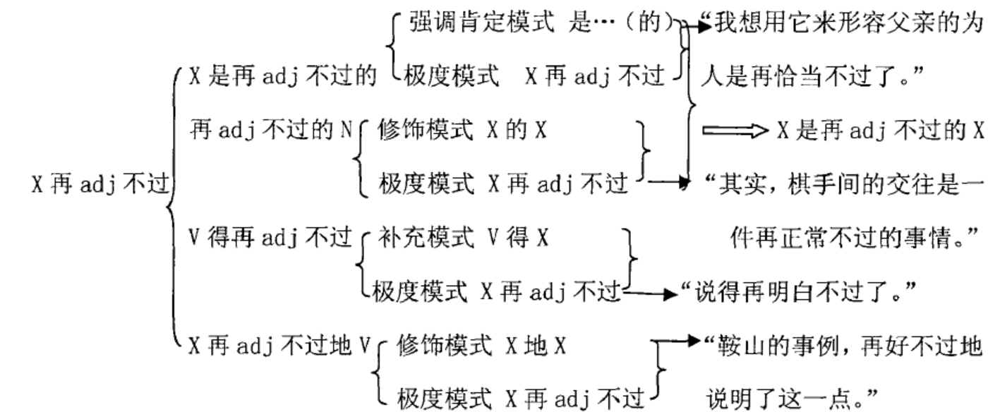 强调肯定模式 是…（的） “我想用它来形容父亲的为
X 是再 adj 不过的 极度模式 X 再 adj 不过 人是再恰当不过了。”
再 adj 不过的 N 修饰模式 X 的 X X 是再 adj 不过的 X
X 再 adj 不过 极度模式 X 再 adj 不过 “其实，棋手间的交往是一
V 得再 adj 不过 补充模式 V 得 X 件再正常不过的事情。”
极度模式 X 再 adj 不过 “说得再明白不过了。”
X 再 adj 不过地 V 修饰模式 X 地 X “鞍山的事例，再好不过地
极度模式 X 再 adj 不过 说明了这一点。”